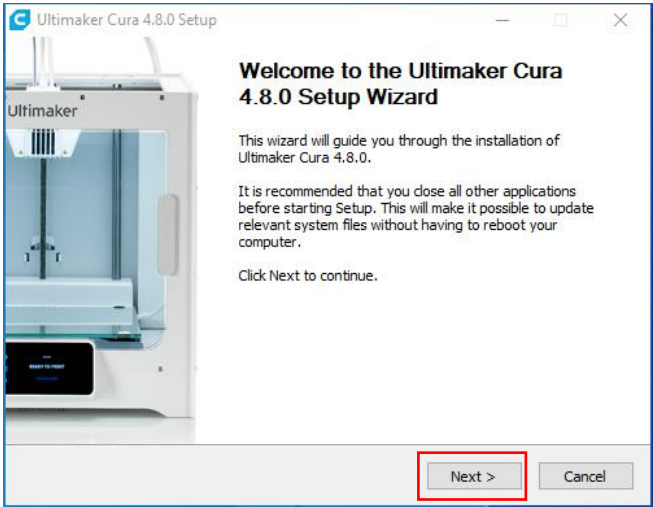 Ultimaker Cura 4.8.0 Setup
Welcome to the Ultimaker Cura
4.8.0 Setup Wizard
Ultimaker
This wizard will guide you through the installation of
Ultimaker Cura 4.8.0.
It is recommended that you close all other applications
before starting Setup. This will make it possible to update
relevant system files without having to reboot your
computer.
Click Next to continue.
READY TO PRINT
Next >
Cancel